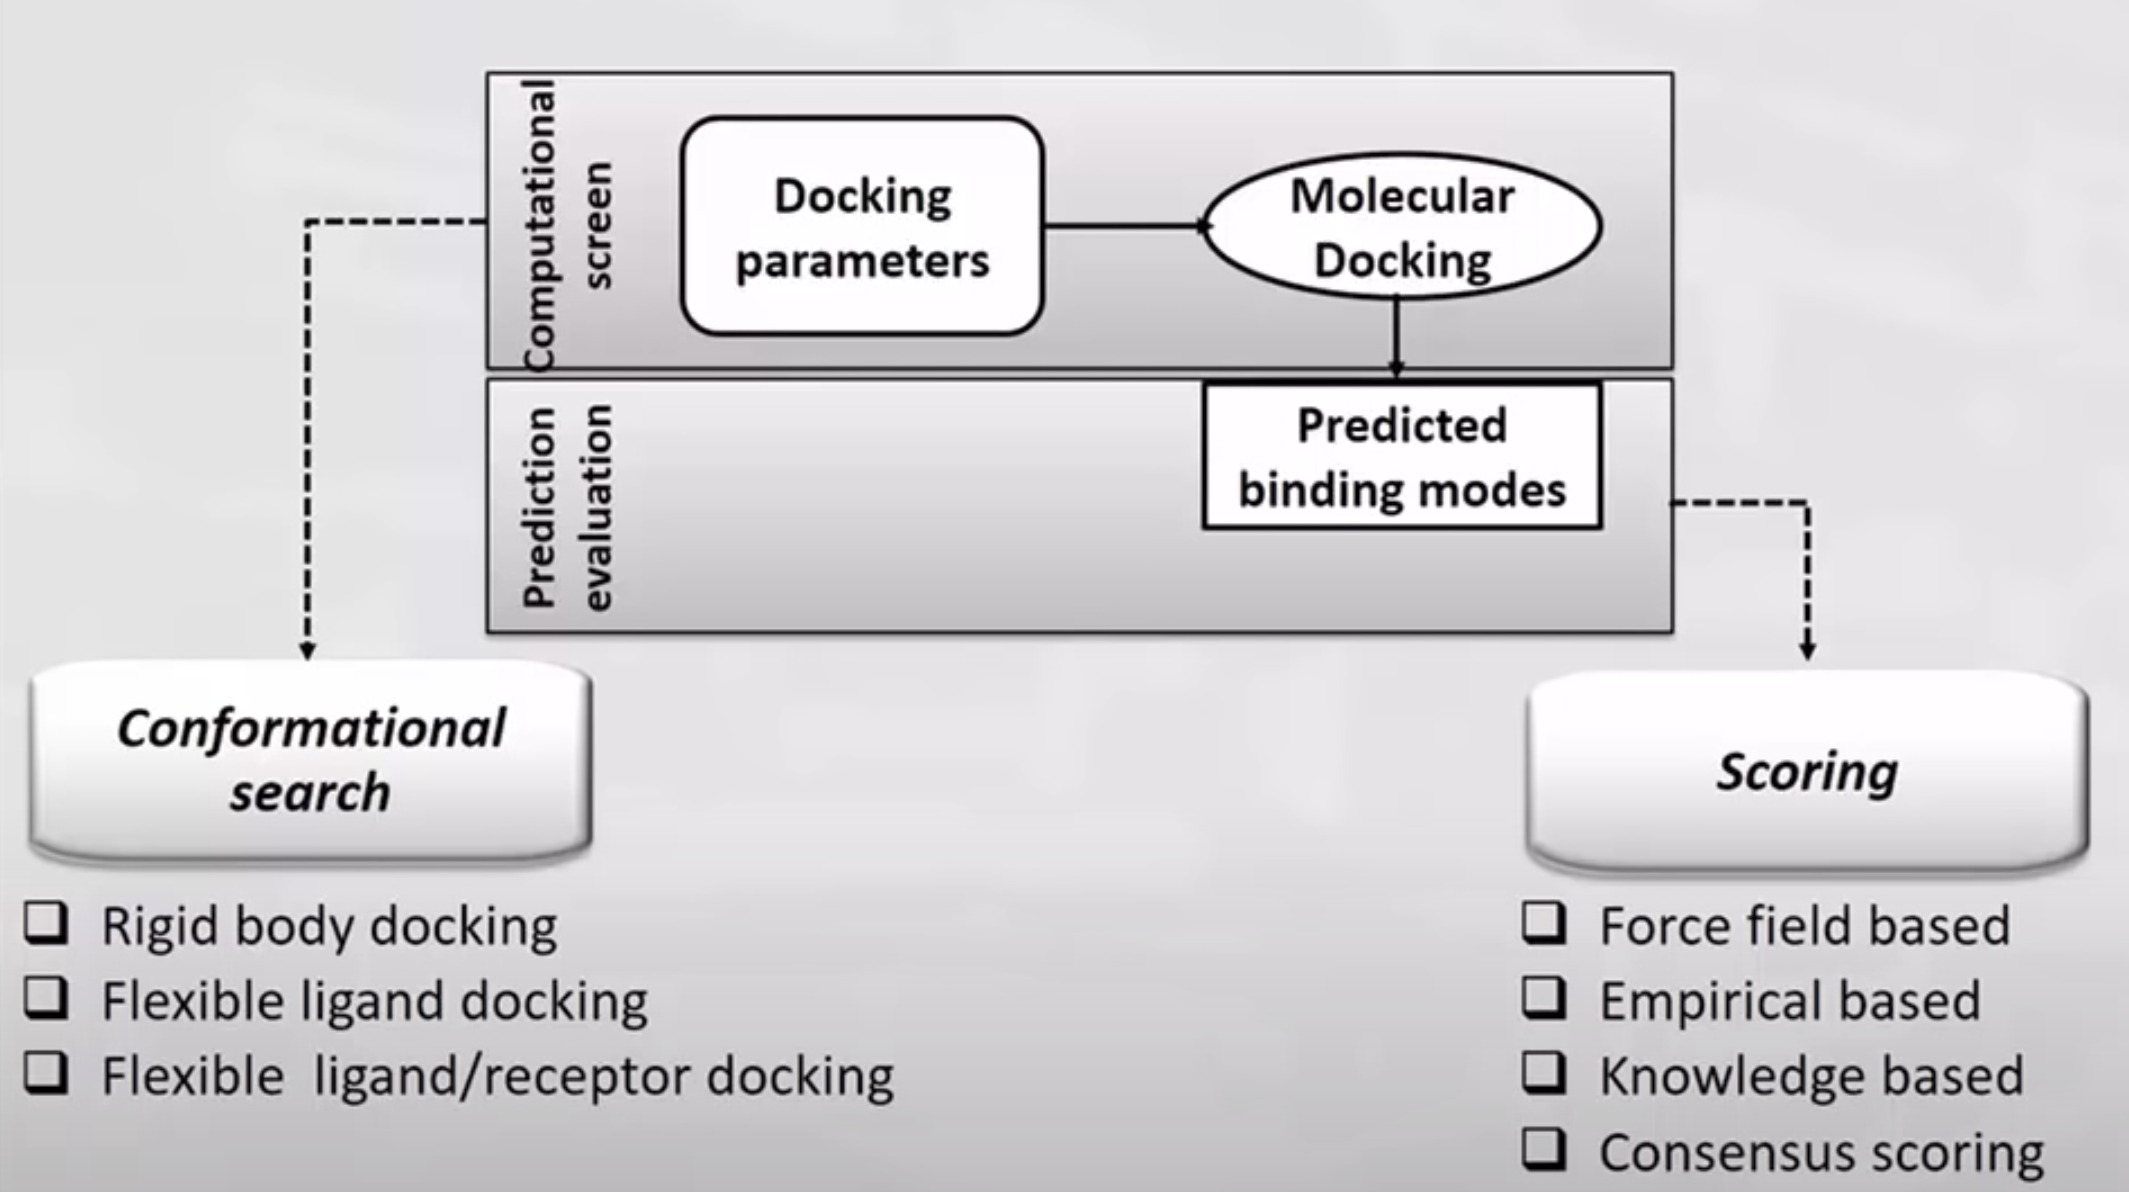 Computational
screen
Docking
parameters
Molecular
Docking
Prediction
evaluation
Predicted
binding modes
Conformational
search
Rigid body docking
Flexible ligand docking
Flexible ligand/receptor docking
Scoring
Force field based
Empirical based
Knowledge based
Consensus scoring